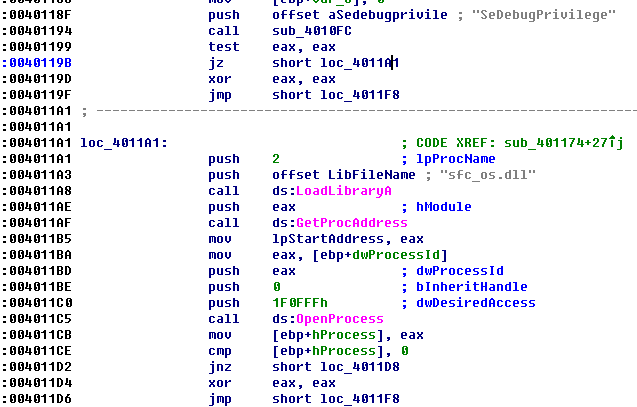 :0040118F push offset aSedebugprivile ; "SeDebugPrivilege"
:00401194 call sub_4010FC
:00401199 test eax, eax
:0040119B jz short loc_4011A1
:0040119D xor eax, eax
:0040119F jmp short loc_4011F8
:004011A1 ; ---------------------------------------------------------------------------
:004011A1
:004011A1 loc_4011A1: ; CODE XREF: sub_401174+27↑j
:004011A1 push 2 ; lpProcName
:004011A3 push offset LibFileName ; "sfc_os.dll"
:004011A8 call ds:LoadLibraryA
:004011AE push eax ; hModule
:004011AF call ds:GetProcAddress
:004011B5 mov lpStartAddress, eax
:004011BA mov eax, [ebp+dwProcessId]
:004011BD push eax ; dwProcessId
:004011BE push 0 ; bInheritHandle
:004011C0 push 1F0FFFh ; dwDesiredAccess
:004011C5 call ds:OpenProcess
:004011CB mov [ebp+hProcess], eax
:004011CE cmp [ebp+hProcess], 0
:004011D2 jnz short loc_4011D8
:004011D4 xor eax, eax
:004011D6 jmp short loc_4011F8